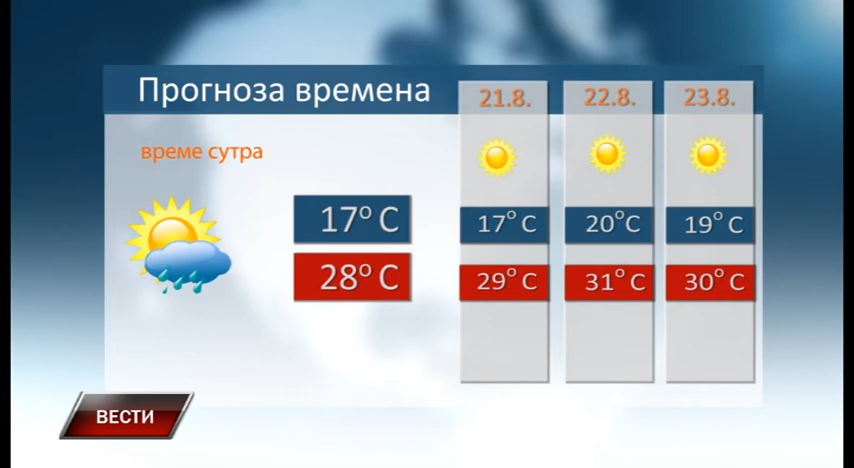 Прогноза времена
време сутра
17° C
28° C
21.8.
17° C
29° C
22.8.
20°C
31° C
23.8.
19° C
30° C
ВЕСТИ